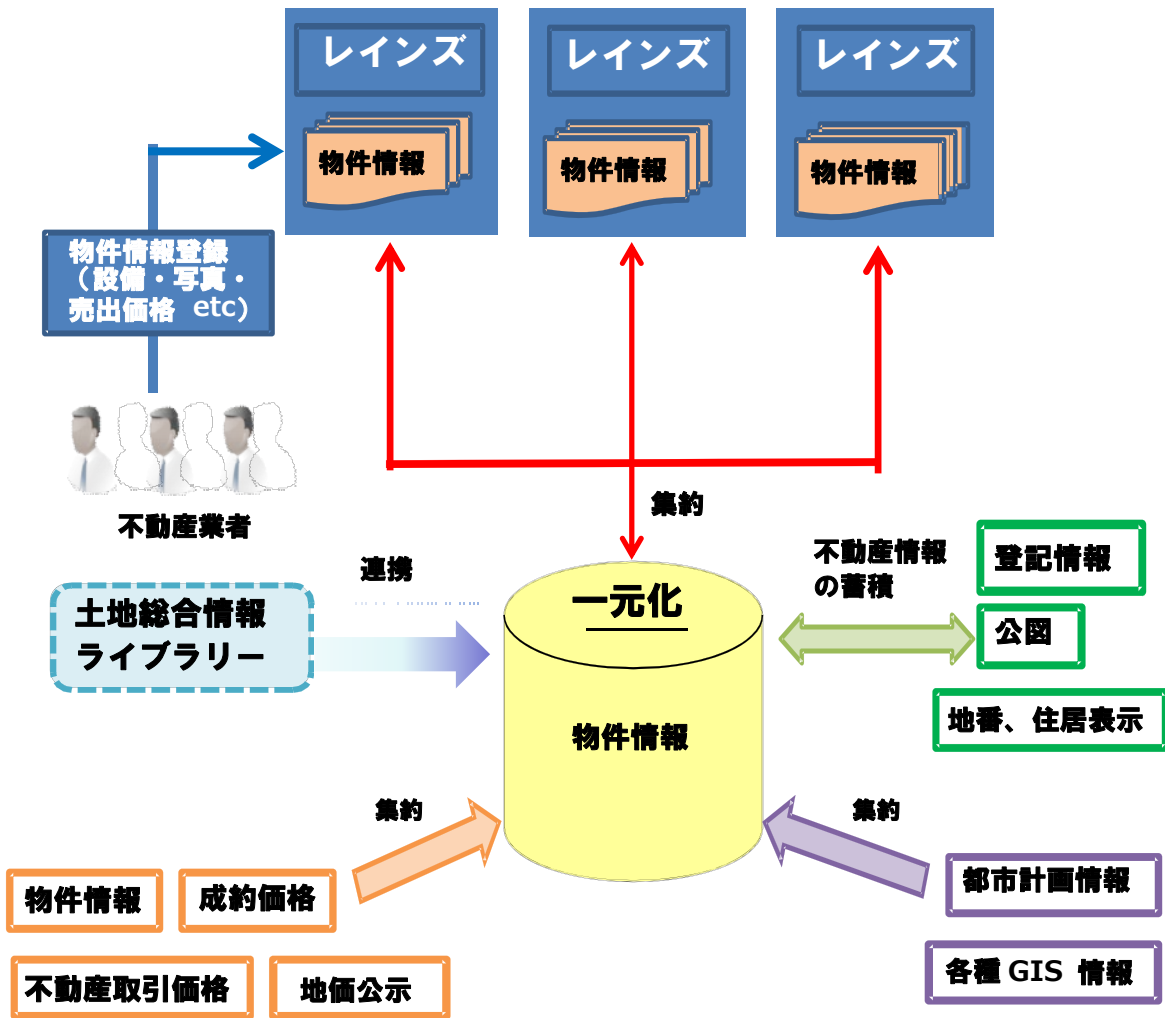 レインズ
レインズ
レインズ
物件情報
物件情報
物件情報
物件情報登録
（設備・写真・
売出価格 etc）
不動産業者
集約
連携
土地総合情報
ライブラリー
一元化
物件情報
不動産情報
の蓄積
登記情報
公図
地番、住居表示
集約
物件情報
成約価格
不動産取引価格
地価公示
集約
都市計画情報
各種 GIS 情報